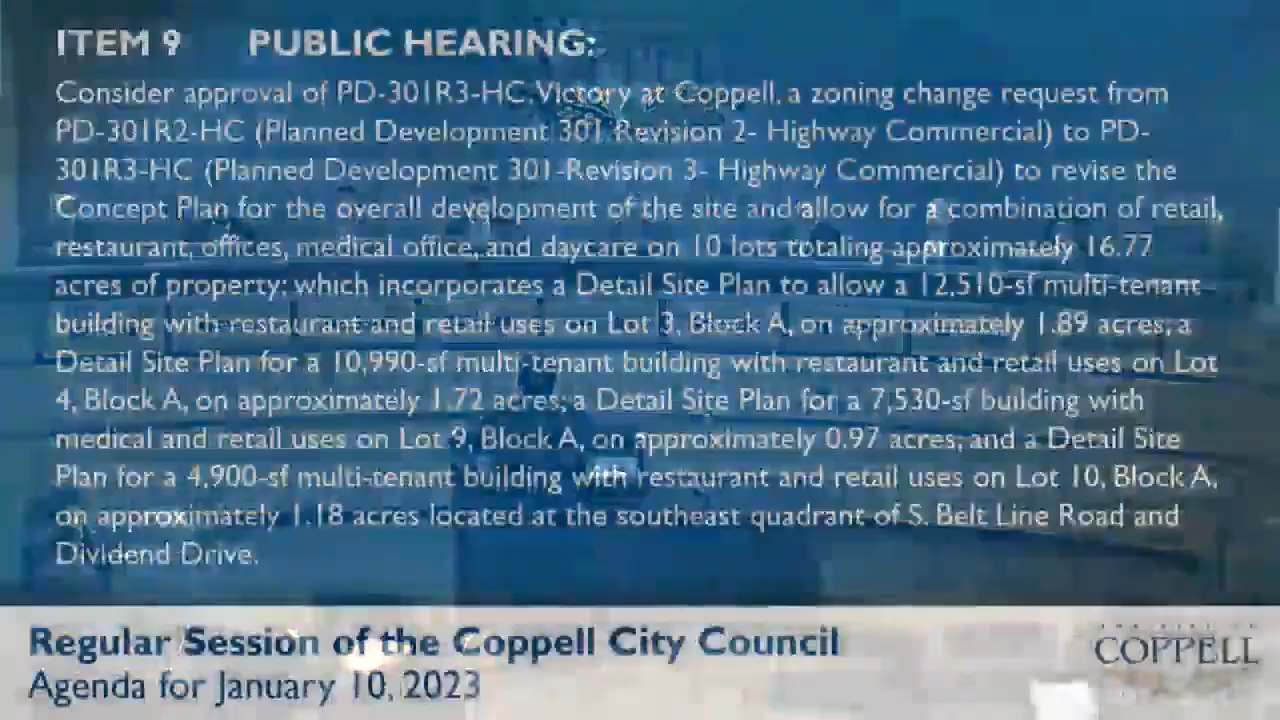 ITEM 9 PUBLIC HEARING:
Consider approval of PD-301R3-HC, Victory at Coppell, a zoning change request from
PD-301R2-HC (Planned Development 301 Revision 2- Highway Commercial) to PD-
301R3-HC (Planned Development 301-Revision 3- Highway Commercial) to revise the
Concept Plan for the overall development of the site and allow for a combination of retail,
restaurant, offices, medical office, and daycare on 10 lots totaling approximately 16.77
acres of property; which incorporates a Detail Site Plan to allow a 12,510-sf multi-tenant
building with restaurant and retail uses on Lot 3, Block A, on approximately 1.89 acres; a
Detail Site Plan for a 10,990-sf multi-tenant building with restaurant and retail uses on Lot
4, Block A, on approximately 1.72 acres; a Detail Site Plan for a 7,530-sf building with
medical and retail uses on Lot 9, Block A, on approximately 0.97 acres; and a Detail Site
Plan for a 4,900-sf multi-tenant building with restaurant and retail uses on Lot 10, Block A,
on approximately 1.18 acres located at the southeast quadrant of S. Belt Line Road and
Dividend Drive.
Regular Session of the Coppell City Council
Agenda for January 10, 2023
COPPELL